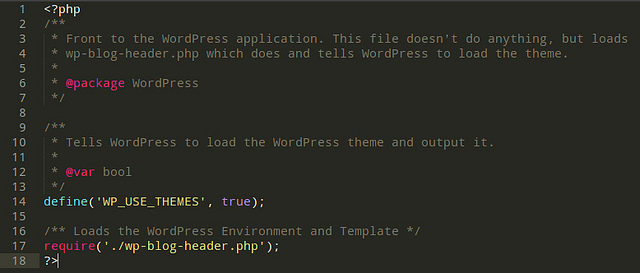 1 <?php
2 /**
3  * Front to the WordPress application. This file doesn't do anything, but loads
4  * wp-blog-header.php which does and tells WordPress to load the theme.
5  *
6  * @package WordPress
7  */
8
9 /**
10  * Tells WordPress to load the WordPress theme and output it.
11  *
12  * @var bool
13  */
14 define('WP_USE_THEMES', true);
15
16 /** Loads the WordPress Environment and Template */
17 require('./wp-blog-header.php');
18 ?>